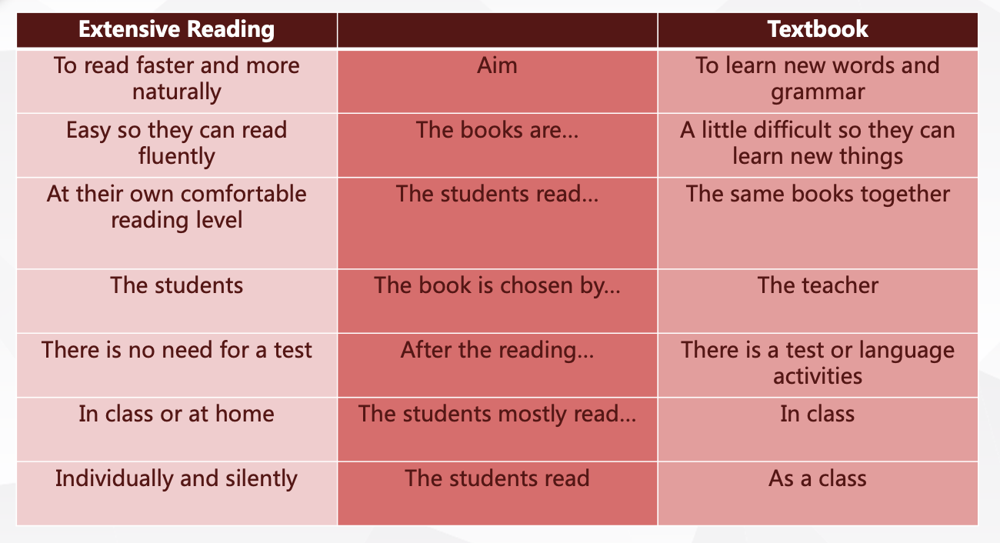 Extensive Reading
Textbook
To read faster and more
naturally
Aim
To learn new words and
grammar
Easy so they can read
fluently
The books are…
A little difficult so they can
learn new things
At their own comfortable
reading level
The students read…
The same books together
The students
The book is chosen by…
The teacher
There is no need for a test
After the reading…
There is a test or language
activities
In class or at home
The students mostly read…
In class
Individually and silently
The students read
As a class